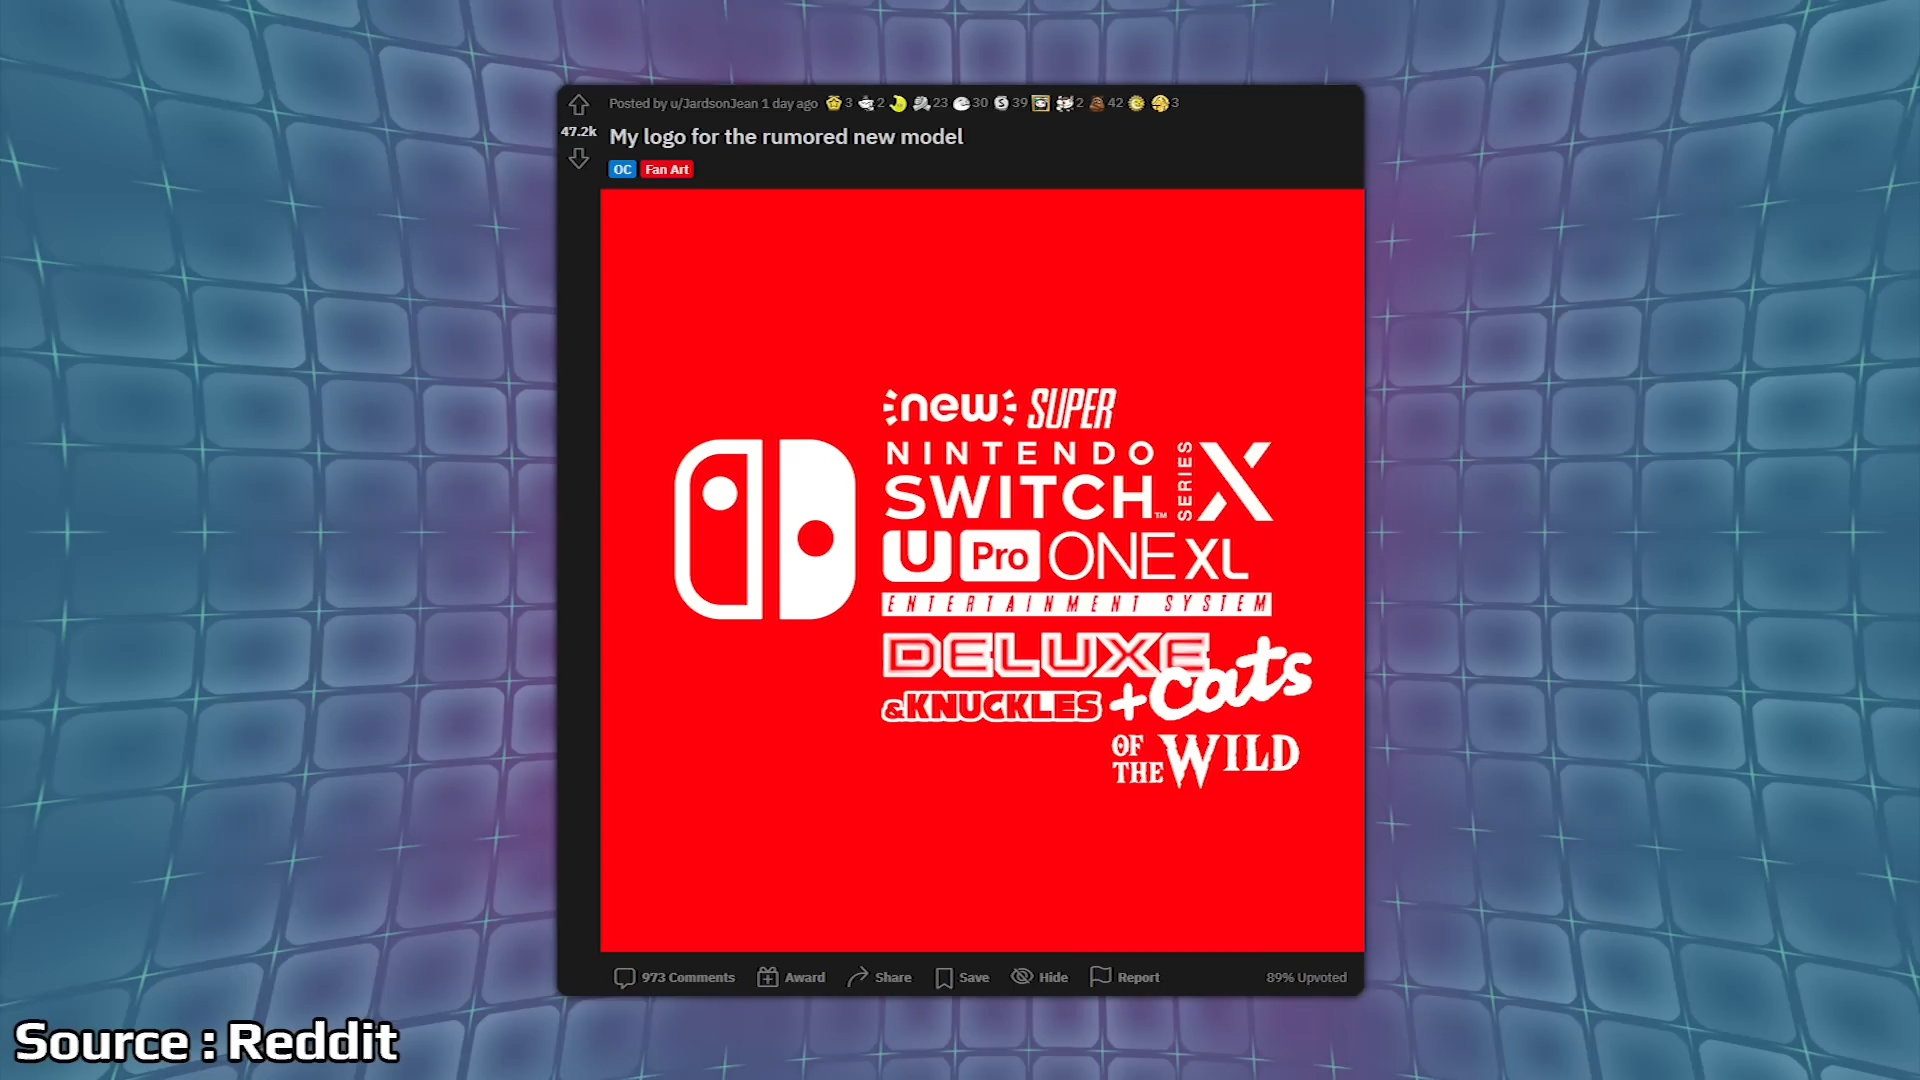 Posted by u/JardsonJean 1 day ago 3 2 23 30 39 2 42 3
47.2k
My logo for the rumored new model
OC Fan Art
new SUPER
NINTENDO
SWITCH™ SERIES X
U Pro ONE XL
ENTERTAINMENT SYSTEM
DELUXE
&KNUCKLES +cats
OF THE WILD
973 Comments Award Share Save Hide Report 89% Upvoted
Source : Reddit